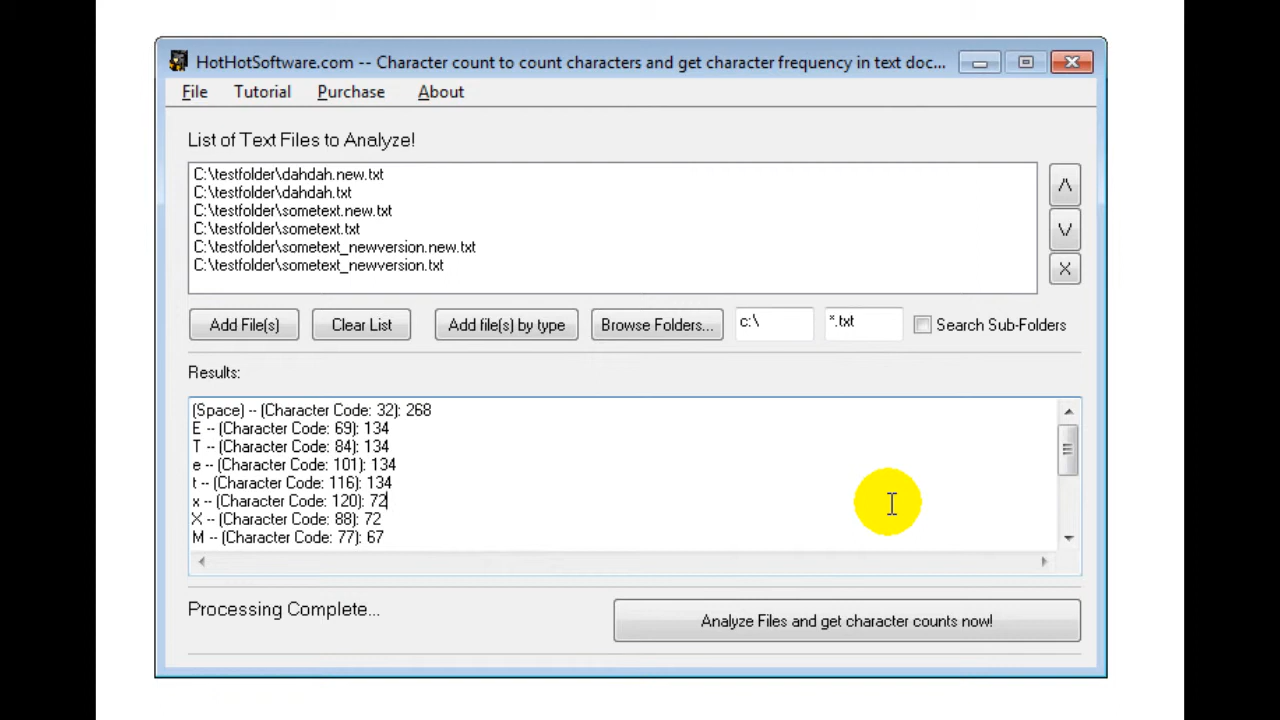 HotHotSoftware.com -- Character count to count characters and get character frequency in text doc...
File Tutorial Purchase About
List of Text Files to Analyze!
C:\testfolder\dahdah.new.txt
C:\testfolder\dahdah.txt
C:\testfolder\sometext.new.txt
C:\testfolder\sometext.txt
C:\testfolder\sometext_newversion.new.txt
C:\testfolder\sometext_newversion.txt
/\
\/
X
Add File(s) Clear List Add file(s) by type Browse Folders... c:\ *.txt Search Sub-Folders
Results:
(Space) -- (Character Code: 32): 268
E -- (Character Code: 69): 134
T -- (Character Code: 84): 134
e -- (Character Code: 101): 134
t -- (Character Code: 116): 134
x -- (Character Code: 120): 72
X -- (Character Code: 88): 72
M -- (Character Code: 77): 67
Processing Complete...
Analyze Files and get character counts now!